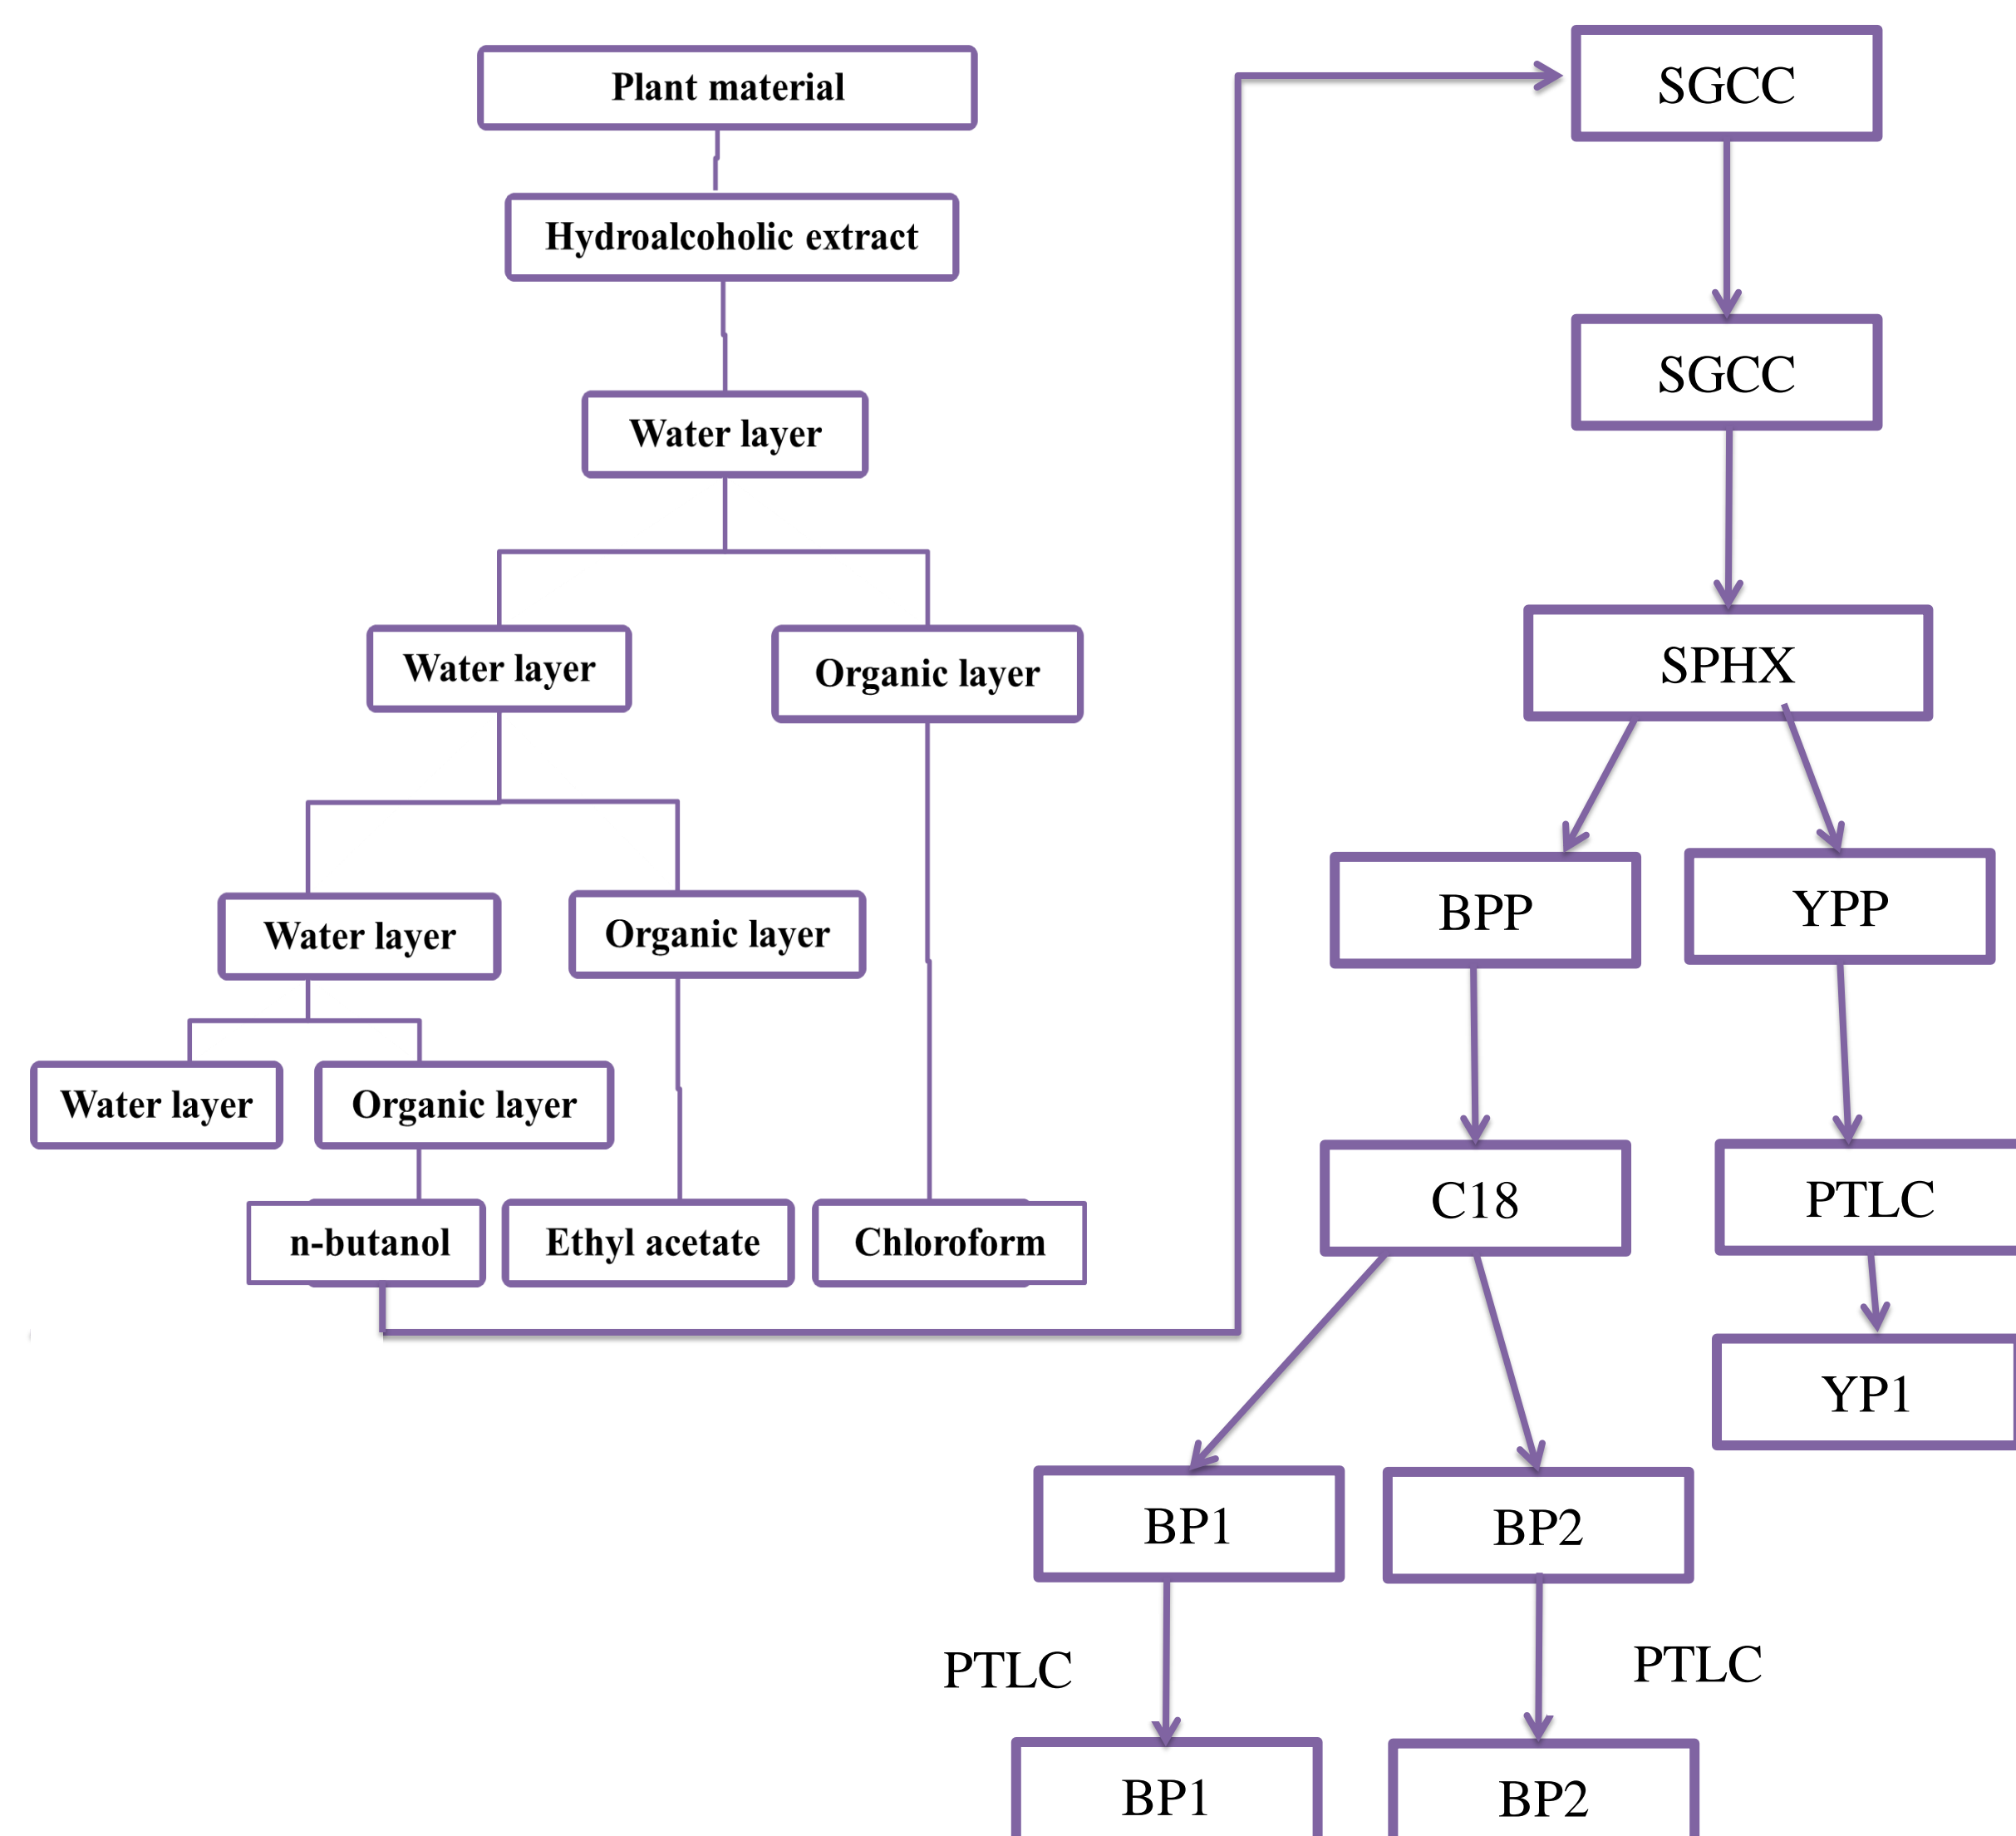 Plant material
Hydroalcoholic extract
Water layer
Water layer
Organic layer
Water layer
Organic layer
Water layer
Organic layer
n-butanol
Ethyl acetate
Chloroform
SGCC
SGCC
SPHX
BPP
YPP
C18
PTLC
YP1
BP1
BP2
PTLC
PTLC
BP1
BP2